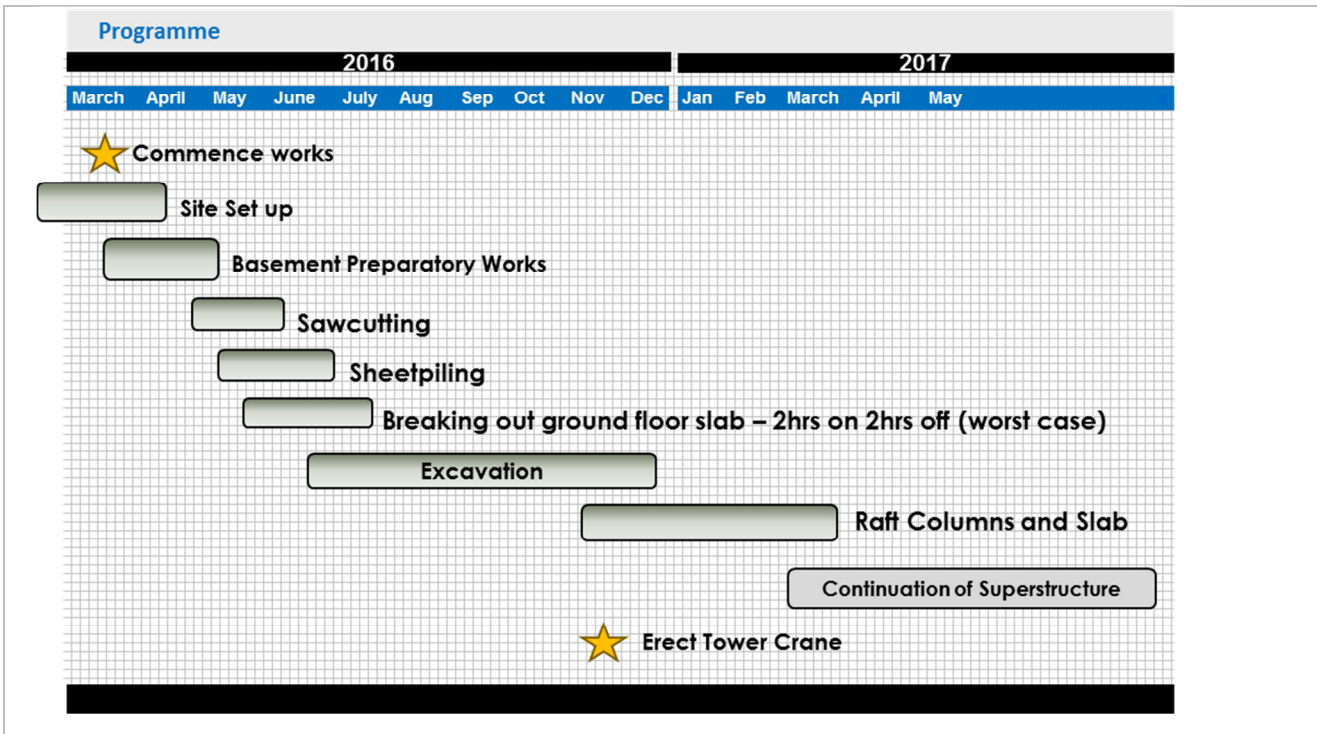 Programme
2016 2017
March April May June July Aug Sep Oct Nov Dec Jan Feb March April May
Commence works
Site Set up
Basement Preparatory Works
Sawcutting
Sheetpiling
Breaking out ground floor slab – 2hrs on 2hrs off (worst case)
Excavation
Raft Columns and Slab
Continuation of Superstructure
Erect Tower Crane